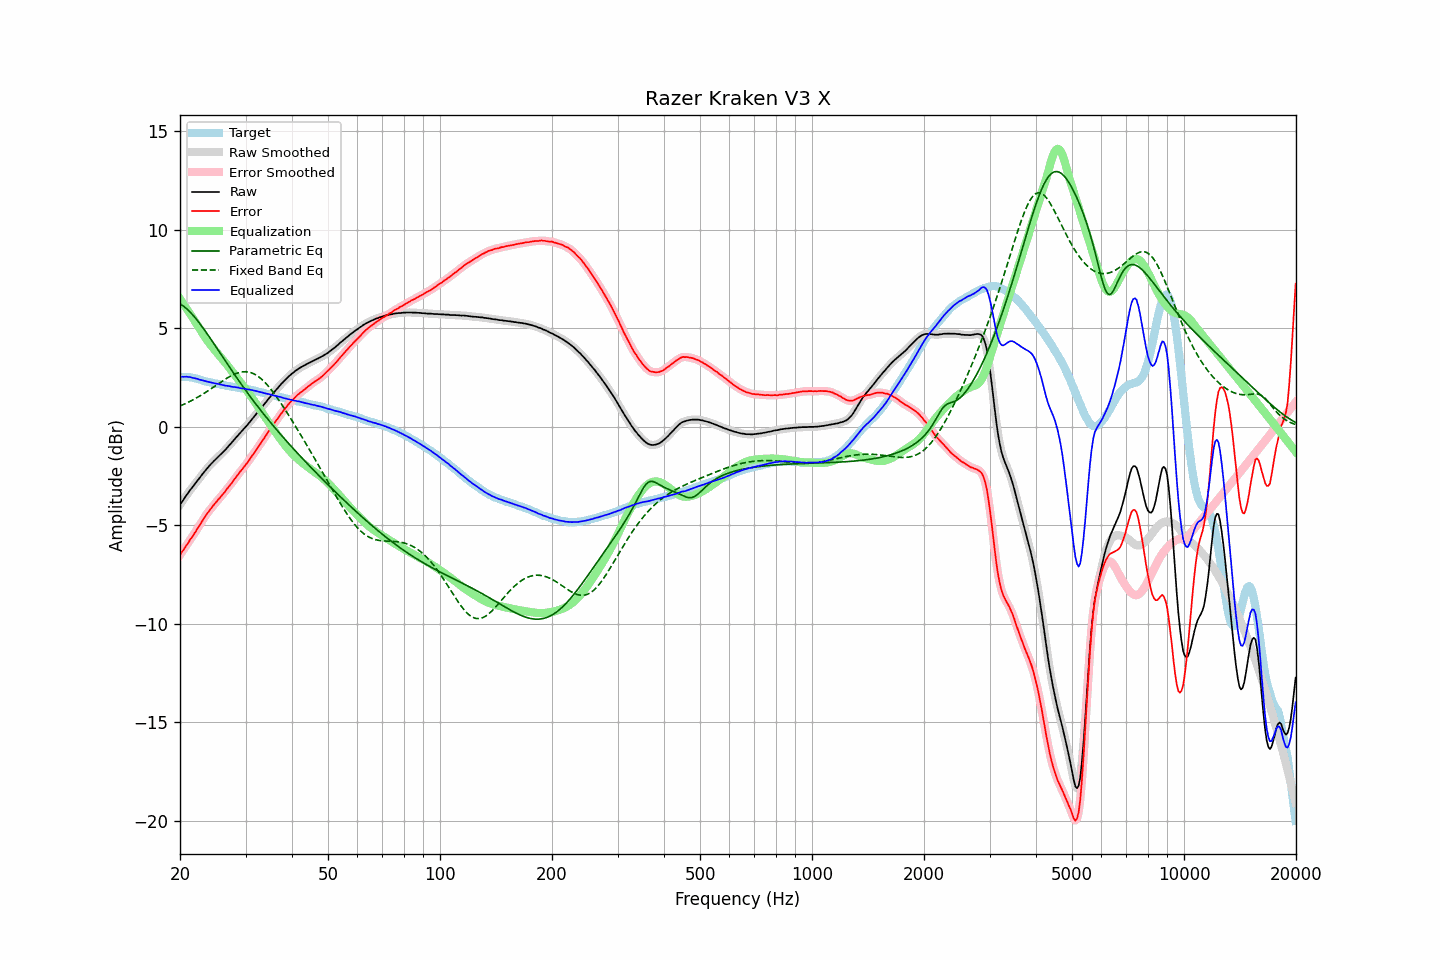 Razer Kraken V3 X
Target
Raw Smoothed
Error Smoothed
Raw
Error
Equalization
Parametric Eq
Fixed Band Eq
Equalized
15
10
5
0
−5
−10
−15
−20
Amplitude (dBr)
20 50 100 200 500 1000 2000 5000 10000 20000
Frequency (Hz)